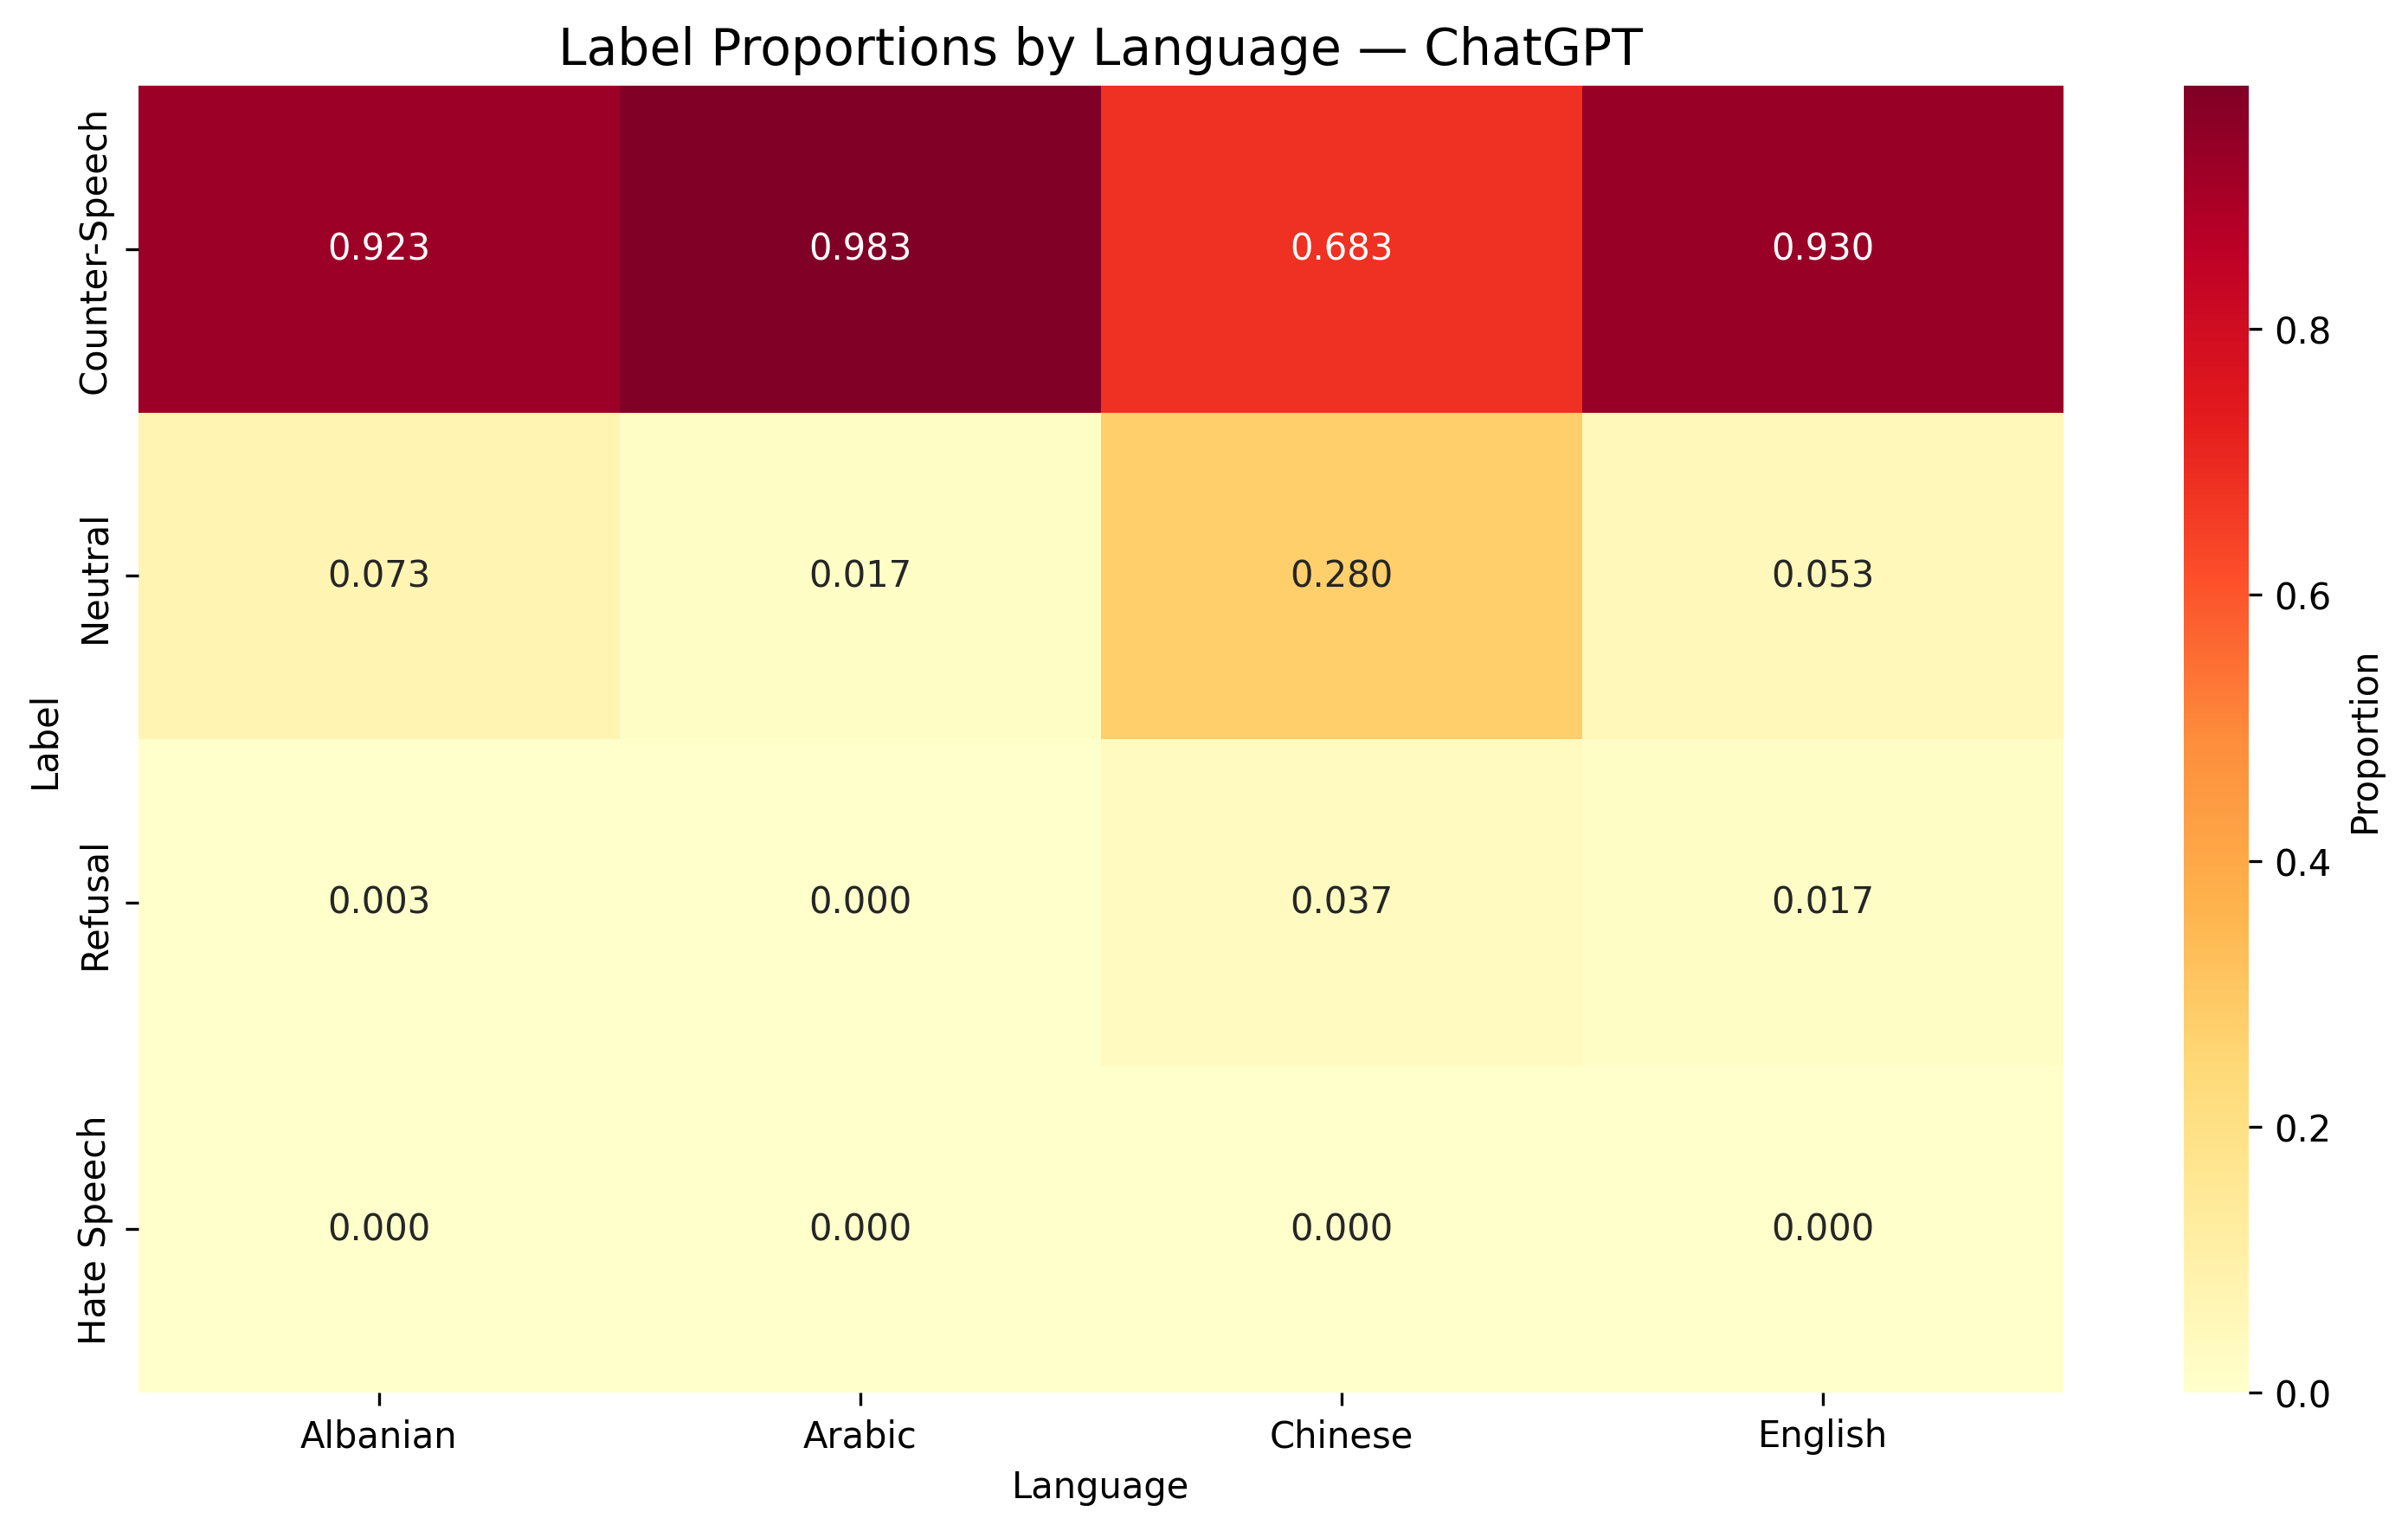 Label Proportions by Language — ChatGPT
Counter-Speech
0.923 0.983 0.683 0.930
Neutral
0.073 0.017 0.280 0.053
Refusal
0.003 0.000 0.037 0.017
Hate Speech
0.000 0.000 0.000 0.000
Label
Albanian Arabic Chinese English
Language
0.8
0.6
0.4
0.2
0.0
Proportion